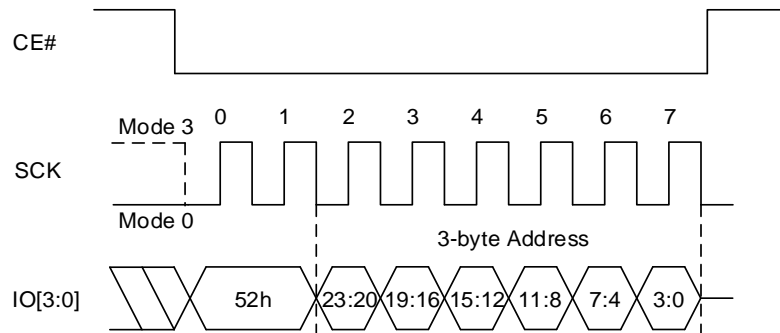 CE#
0 1 2 3 4 5 6 7
Mode 3
SCK
Mode 0
3-byte Address
IO[3:0] 52h 23:20 19:16 15:12 11:8 7:4 3:0